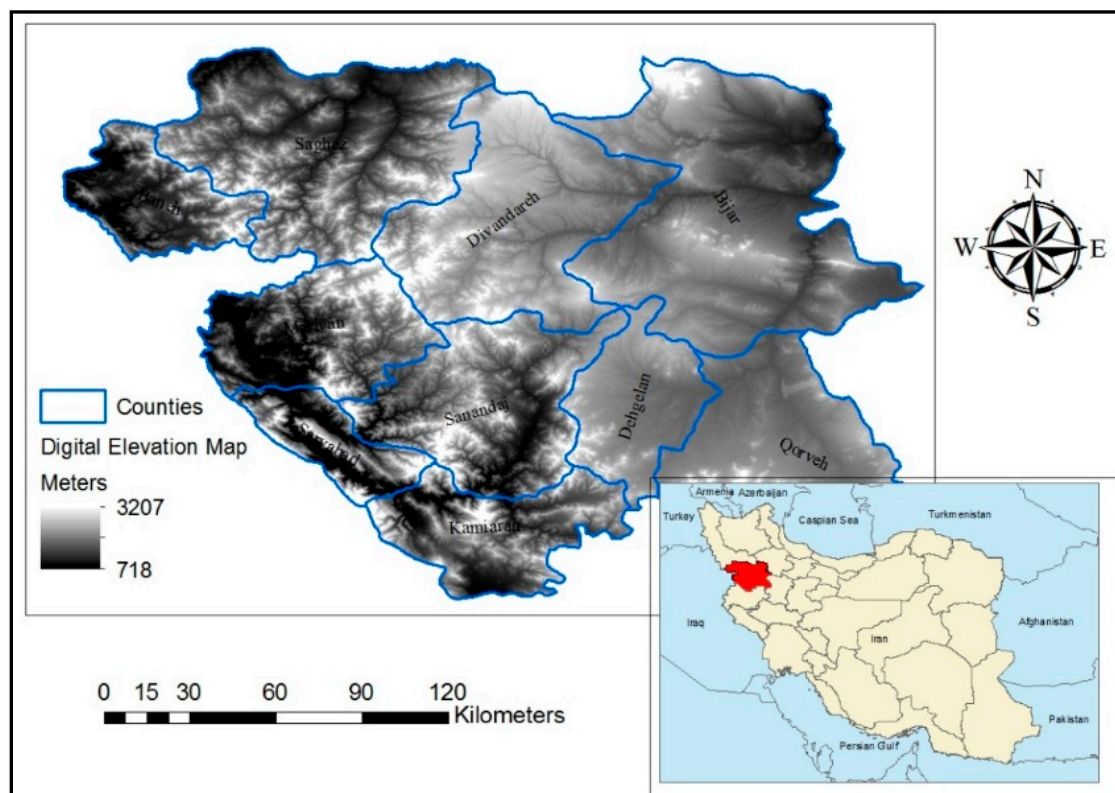 Saghez
Baneh
Divandareh
Bijar
Marivan
Sanandaj
Dehgelan
Sarvabad
Qorveh
Kamiaran
N
W E
S
Counties
Digital Elevation Map
Meters
3207
718
0 15 30 60 90 120
Kilometers
Armenia Azerbaijan
Turkey
Caspian Sea
Turkmenistan
Iraq
Iran
Afghanistan
Pakistan
Persian Gulf